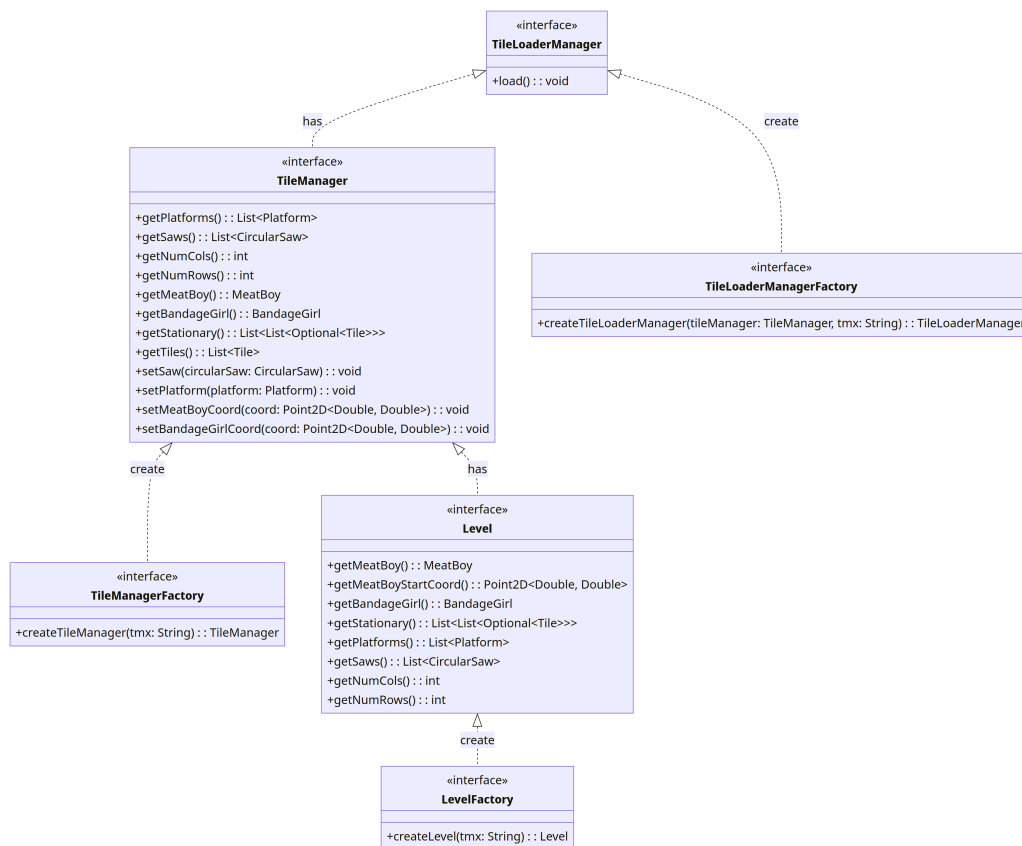 «interface»
TileLoaderManager
+load() : : void
has
create
«interface»
TileManager
+getPlatforms() : : List<Platform>
+getSaws() : : List<CircularSaw>
+getNumCols() : : int
+getNumRows() : : int
+getMeatBoy() : : MeatBoy
+getBandageGirl() : : BandageGirl
+getStationary() : : List<List<Optional<Tile>>>
+getTiles() : : List<Tile>
+setSaw(circularSaw: CircularSaw) : : void
+setPlatform(platform: Platform) : : void
+setMeatBoyCoord(coord: Point2D<Double, Double>) : : void
+setBandageGirlCoord(coord: Point2D<Double, Double>) : : void
«interface»
TileLoaderManagerFactory
+createTileLoaderManager(tileManager: TileManager, tmx: String) : : TileLoaderManager
create
has
«interface»
TileManagerFactory
+createTileManager(tmx: String) : : TileManager
«interface»
Level
+getMeatBoy() : : MeatBoy
+getMeatBoyStartCoord() : : Point2D<Double, Double>
+getBandageGirl() : : BandageGirl
+getStationary() : : List<List<Optional<Tile>>>
+getPlatforms() : : List<Platform>
+getSaws() : : List<CircularSaw>
+getNumCols() : : int
+getNumRows() : : int
create
«interface»
LevelFactory
+createLevel(tmx: String) : : Level